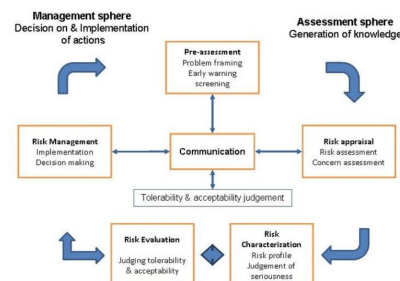 Management sphere
Decision on & Implementation
of actions
Assessment sphere
Generation of knowledge
Pre-assessment
Problem framing
Early warning
screening
Risk Management
Implementation
Decision making
Communication
Risk appraisal
Risk assessment
Concern assessment
Tolerability & acceptability judgement
Risk Evaluation
Judging tolerability
& acceptability
Risk
Characterization
Risk profile
Judgement of
seriousness